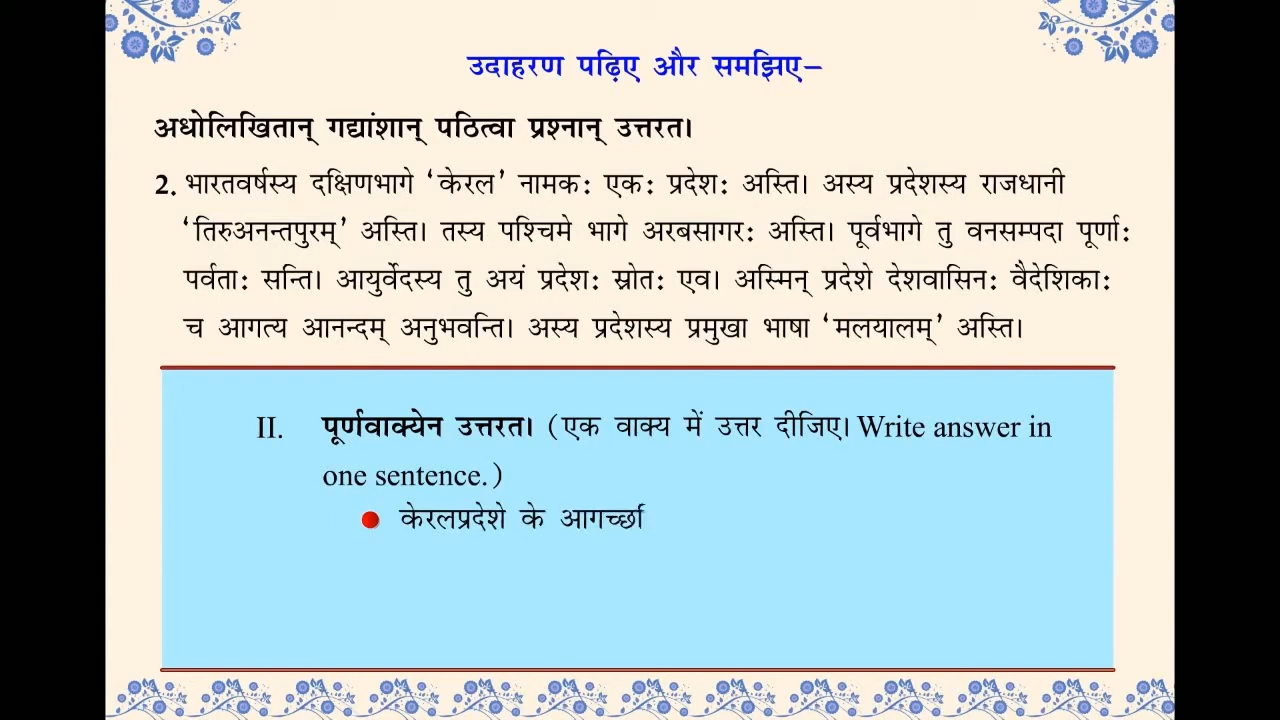 उदाहरण पढ़िए और समझिए–
अधोलिखितान् गद्यांशान् पठित्वा प्रश्नान् उत्तरत।
2. भारतवर्षस्य दक्षिणभागे ‘केरल’ नामकः एकः प्रदेशः अस्ति। अस्य प्रदेशस्य राजधानी
‘तिरुअनन्तपुरम्’ अस्ति। तस्य पश्चिमे भागे अरबसागरः अस्ति। पूर्वभागे तु वनसम्पदा पूर्णाः
पर्वताः सन्ति। आयुर्वेदस्य तु अयं प्रदेशः स्रोतः एव। अस्मिन् प्रदेशे देशवासिनः वैदेशिकाः
च आगत्य आनन्दम् अनुभवन्ति। अस्य प्रदेशस्य प्रमुखा भाषा ‘मलयालम्’ अस्ति।
II. पूर्णवाक्येन उत्तरत। (एक वाक्य में उत्तर दीजिए। Write answer in
one sentence.)
● केरलप्रदेशे के आगर्च्छा